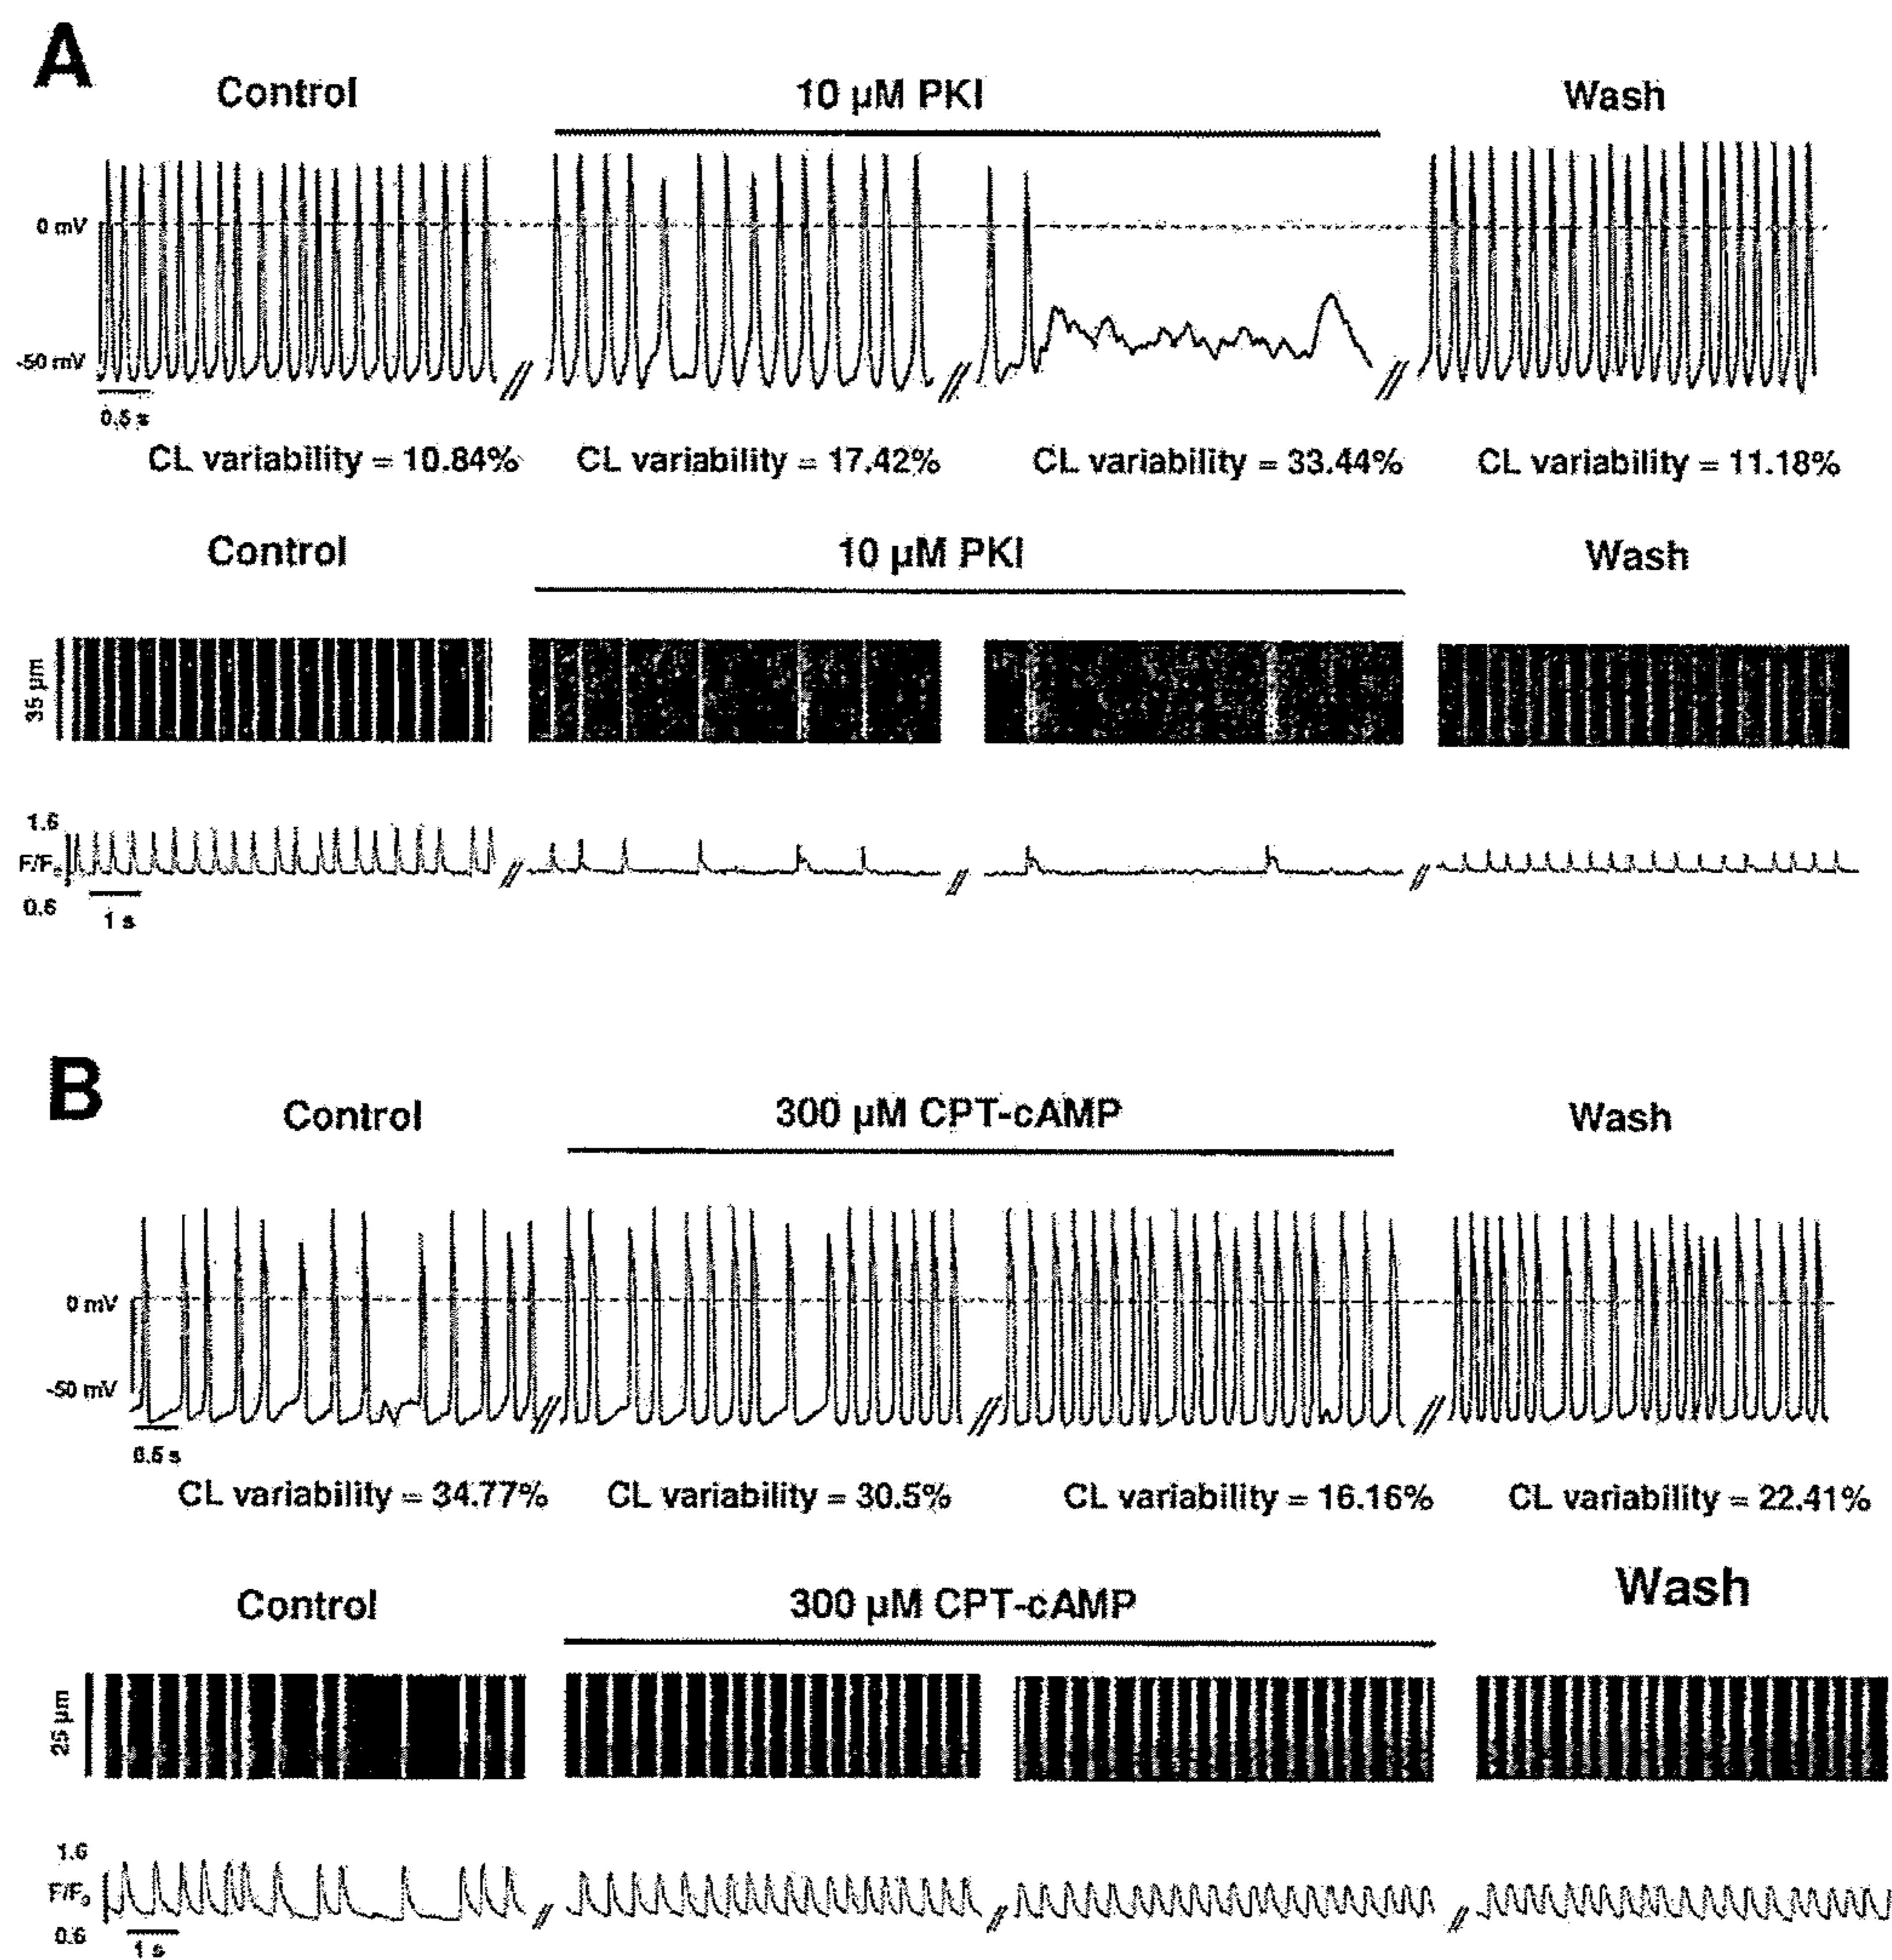 A
Control 10 µM PKI Wash
0 mV
-50 mV
0.5 s
CL variability = 10.84% CL variability = 17.42% CL variability = 33.44% CL variability = 11.18%
Control 10 µM PKI Wash
35 µm
1.6
F/F₀
0.6
1 s
B
Control 300 µM CPT-cAMP Wash
0 mV
-50 mV
0.5 s
CL variability = 34.77% CL variability = 30.5% CL variability = 16.16% CL variability = 22.41%
Control 300 µM CPT-cAMP Wash
25 µm
1.6
F/F₀
0.6
1 s